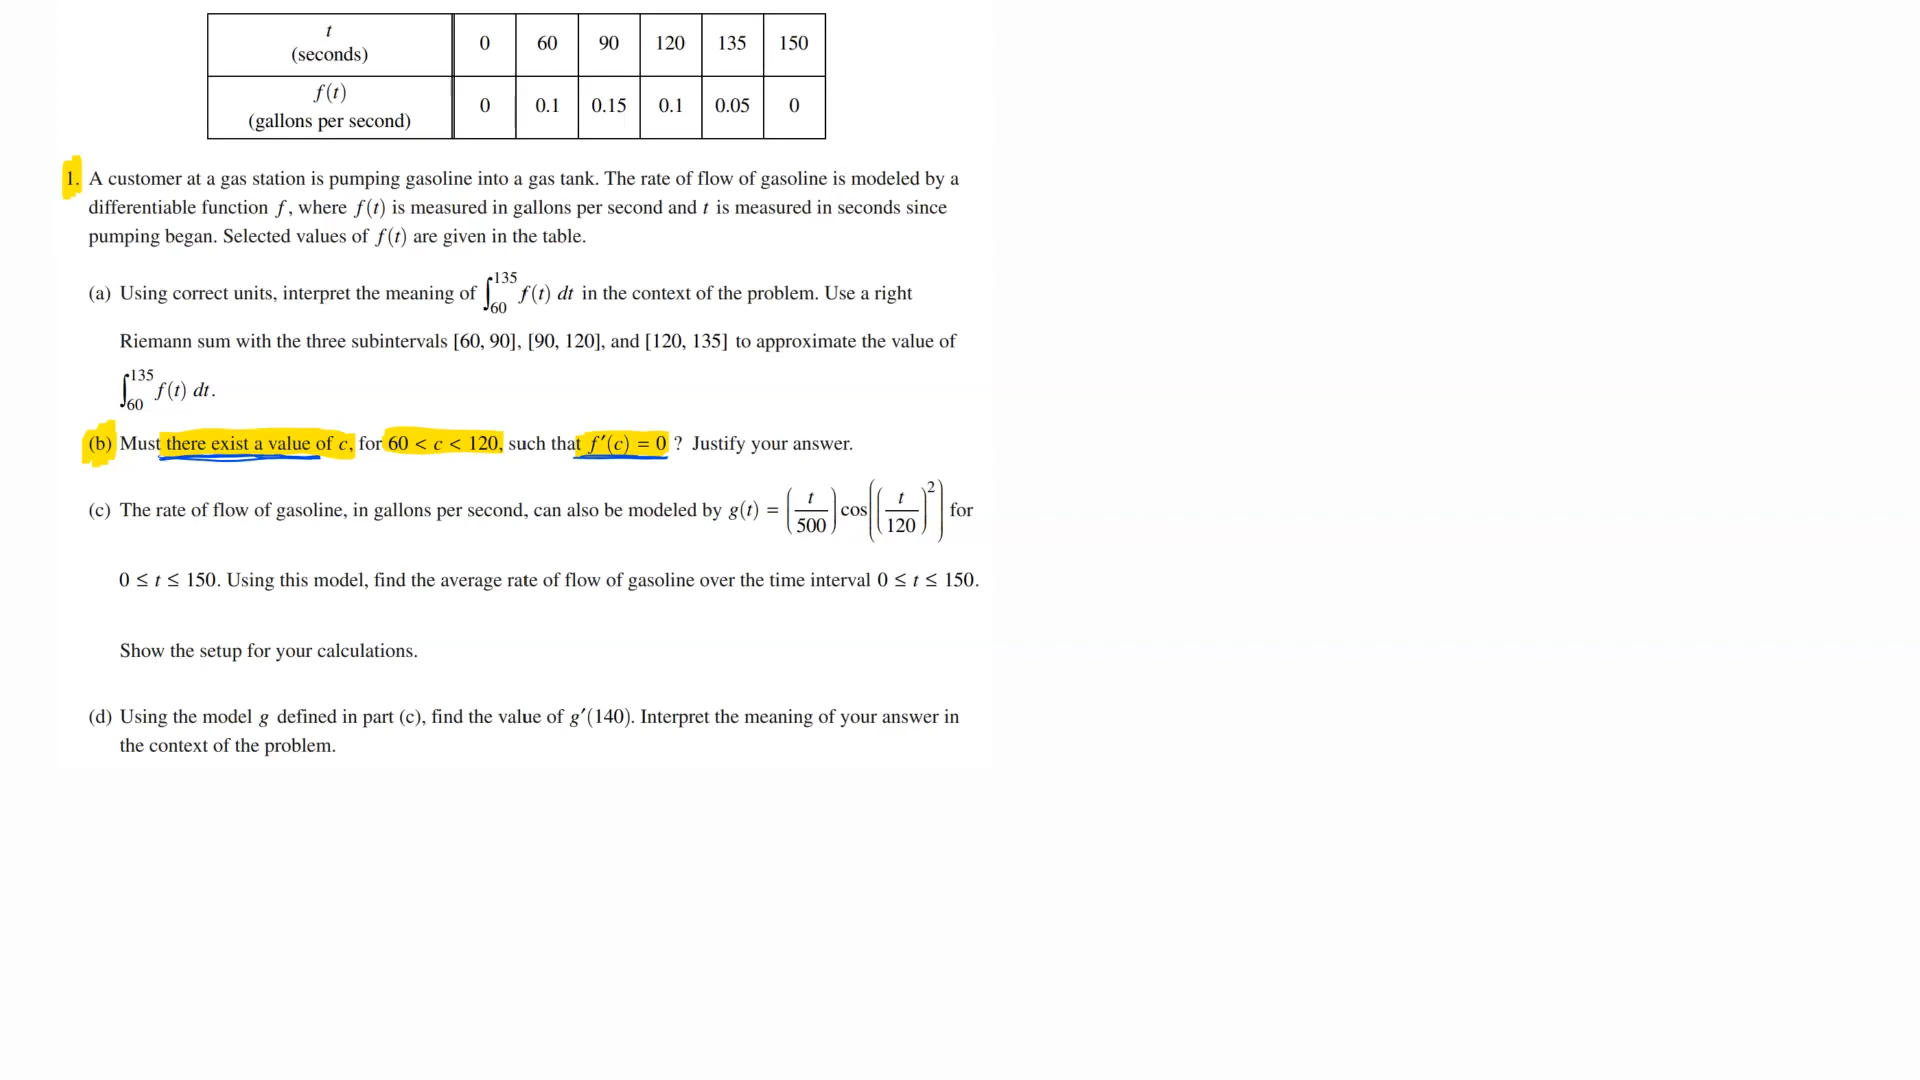 t
(seconds) 0 60 90 120 135 150
f(t)
(gallons per second) 0 0.1 0.15 0.1 0.05 0
1. A customer at a gas station is pumping gasoline into a gas tank. The rate of flow of gasoline is modeled by a
differentiable function f, where f(t) is measured in gallons per second and t is measured in seconds since
pumping began. Selected values of f(t) are given in the table.
(a) Using correct units, interpret the meaning of ∫₆₀¹³⁵ f(t) dt in the context of the problem. Use a right
Riemann sum with the three subintervals [60, 90], [90, 120], and [120, 135] to approximate the value of
∫₆₀¹³⁵ f(t) dt.
(b) Must there exist a value of c, for 60 < c < 120, such that f′(c) = 0 ? Justify your answer.
(c) The rate of flow of gasoline, in gallons per second, can also be modeled by g(t) = (t/500) cos((t/120)²) for
0 ≤ t ≤ 150. Using this model, find the average rate of flow of gasoline over the time interval 0 ≤ t ≤ 150.
Show the setup for your calculations.
(d) Using the model g defined in part (c), find the value of g′(140). Interpret the meaning of your answer in
the context of the problem.